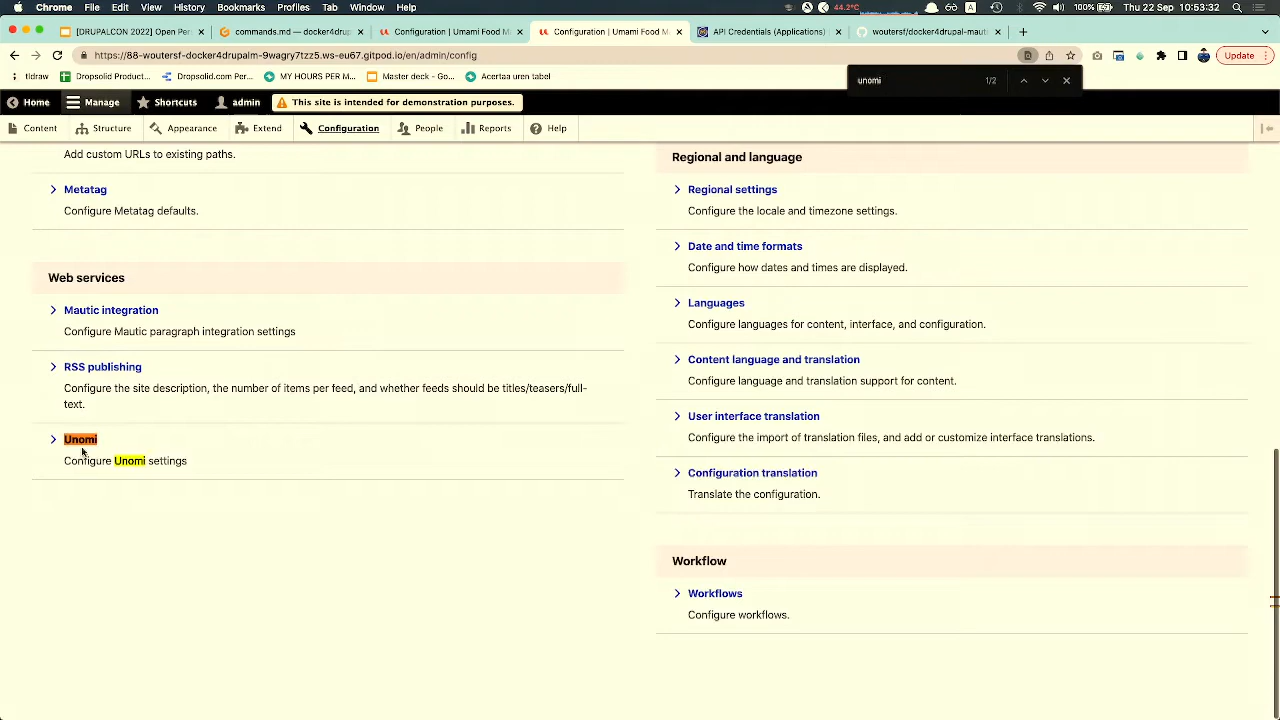 Chrome File Edit View History Bookmarks Profiles Tab Window Help
44.2°C
100%
Thu 22 Sep 10:53:32
[DRUPALCON 2022] Open Per
commands.md — docker4drup
Configuration | Umami Food M
Configuration | Umami Food M
API Credentials (Applications)
woutersf/docker4drupal-maut
88-woutersf-docker4drupalm-9wagry7tzz5.ws-eu67.gitpod.io/en/admin/config
Update
tldraw
Dropsolid Product...
Dropsolid.com Per...
MY HOURS PER M...
Master deck - Go...
Acertaa uren tabel
unomi
1/2
Home
Manage
Shortcuts
admin
This site is intended for demonstration purposes.
Content
Structure
Appearance
Extend
Configuration
People
Reports
Help
Add custom URLs to existing paths.
Metatag
Configure Metatag defaults.
Web services
Mautic integration
Configure Mautic paragraph integration settings
RSS publishing
Configure the site description, the number of items per feed, and whether feeds should be titles/teasers/full-
text.
Unomi
Configure Unomi settings
Regional and language
Regional settings
Configure the locale and timezone settings.
Date and time formats
Configure how dates and times are displayed.
Languages
Configure languages for content, interface, and configuration.
Content language and translation
Configure language and translation support for content.
User interface translation
Configure the import of translation files, and add or customize interface translations.
Configuration translation
Translate the configuration.
Workflow
Workflows
Configure workflows.